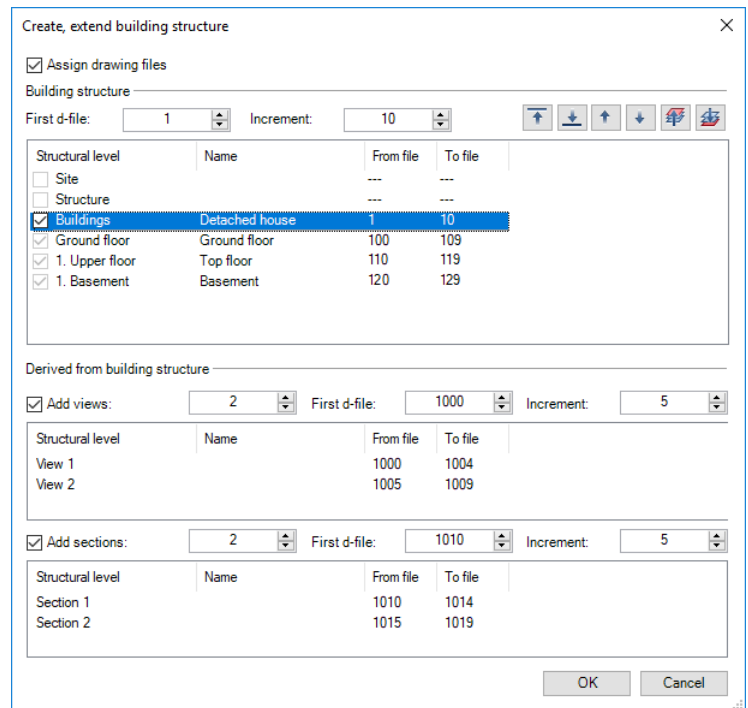 Create, extend building structure
Assign drawing files
Building structure
First d-file: 1 Increment: 10
Structural level Name From file To file
Site --- ---
Structure --- ---
Buildings Detached house 1 10
Ground floor Ground floor 100 109
1. Upper floor Top floor 110 119
1. Basement Basement 120 129
Derived from building structure
Add views: 2 First d-file: 1000 Increment: 5
Structural level Name From file To file
View 1 1000 1004
View 2 1005 1009
Add sections: 2 First d-file: 1010 Increment: 5
Structural level Name From file To file
Section 1 1010 1014
Section 2 1015 1019
OK Cancel